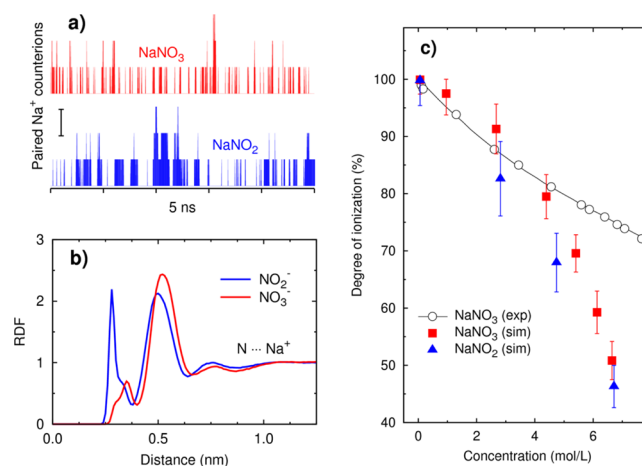 a)
NaNO3
NaNO2
Paired Na+ counterions
5 ns
b)
3
2
1
0
RDF
NO2-
NO3-
N ··· Na+
0.0 0.5 1.0
Distance (nm)
c)
100
90
80
70
60
50
40
Degree of ionization (%)
NaNO3 (exp)
NaNO3 (sim)
NaNO2 (sim)
0 2 4 6
Concentration (mol/L)